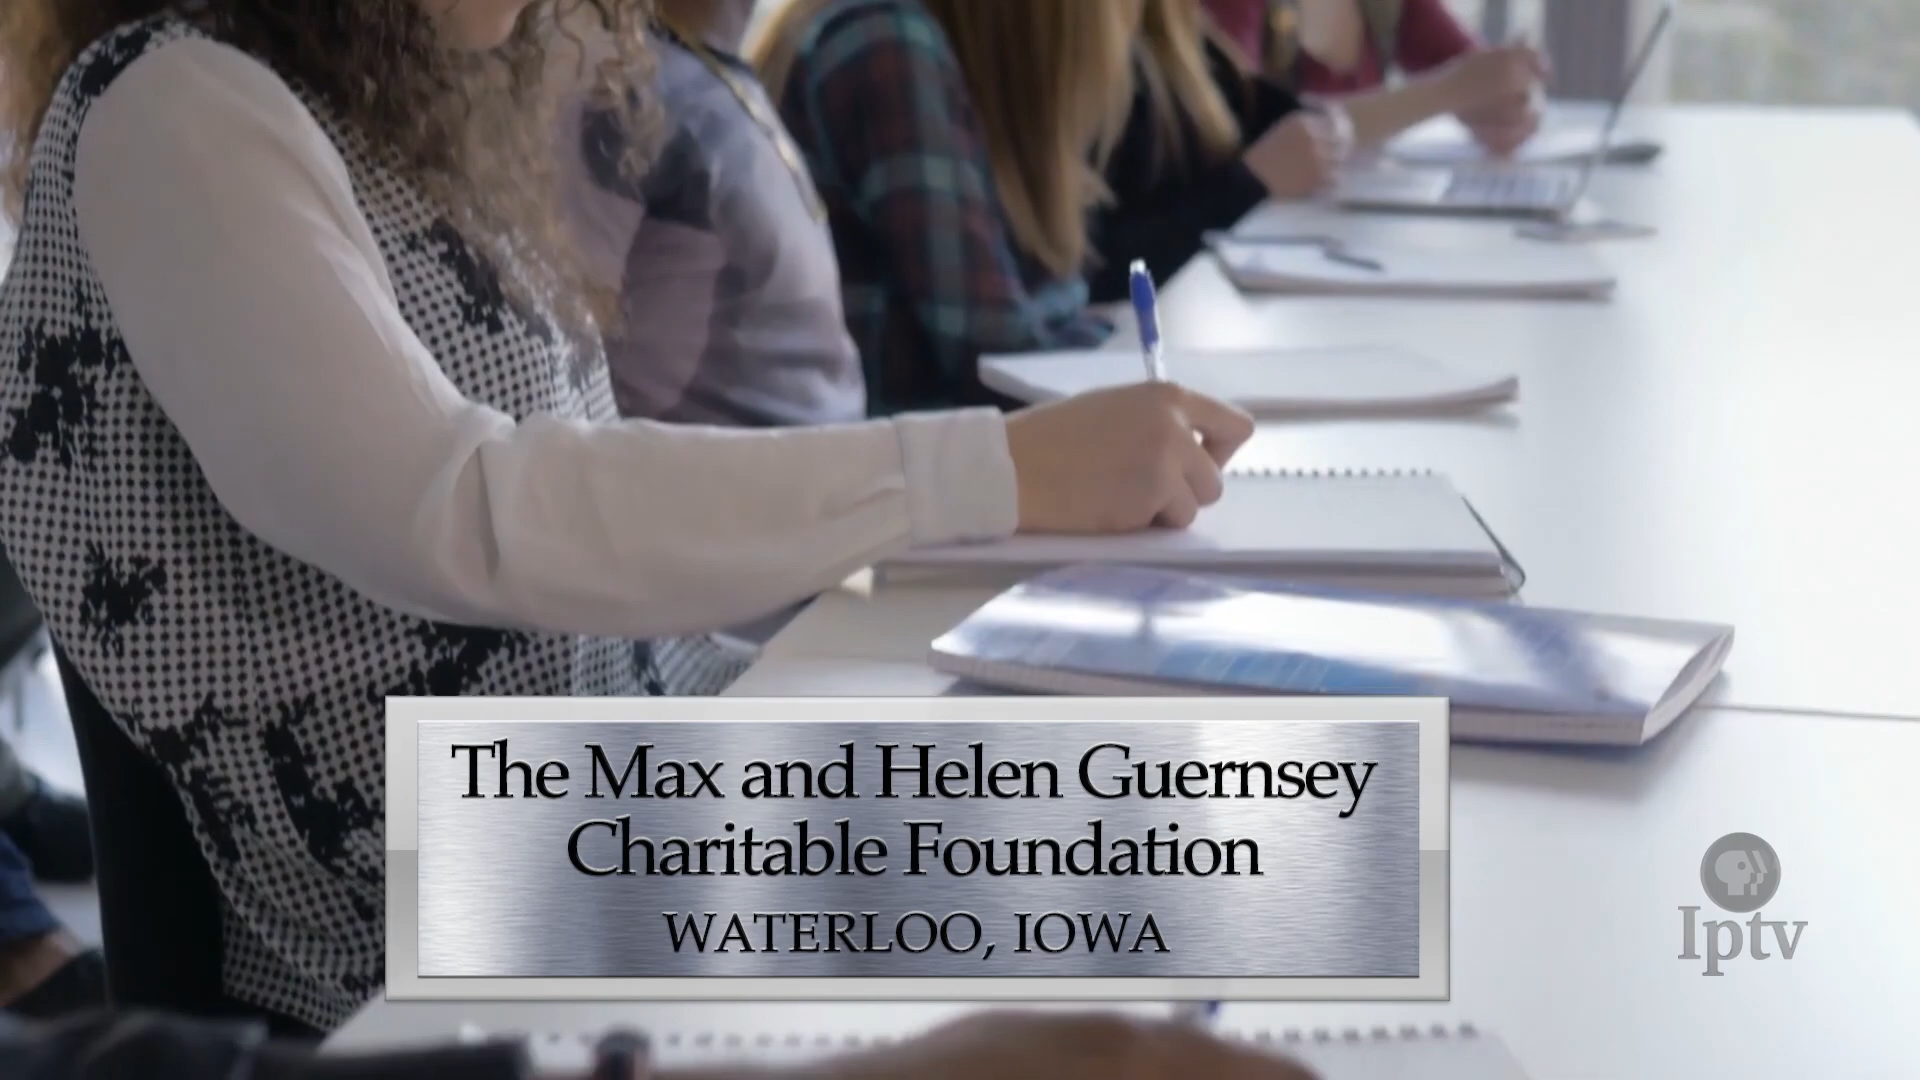 The Max and Helen Guernsey
Charitable Foundation
WATERLOO, IOWA
Iptv